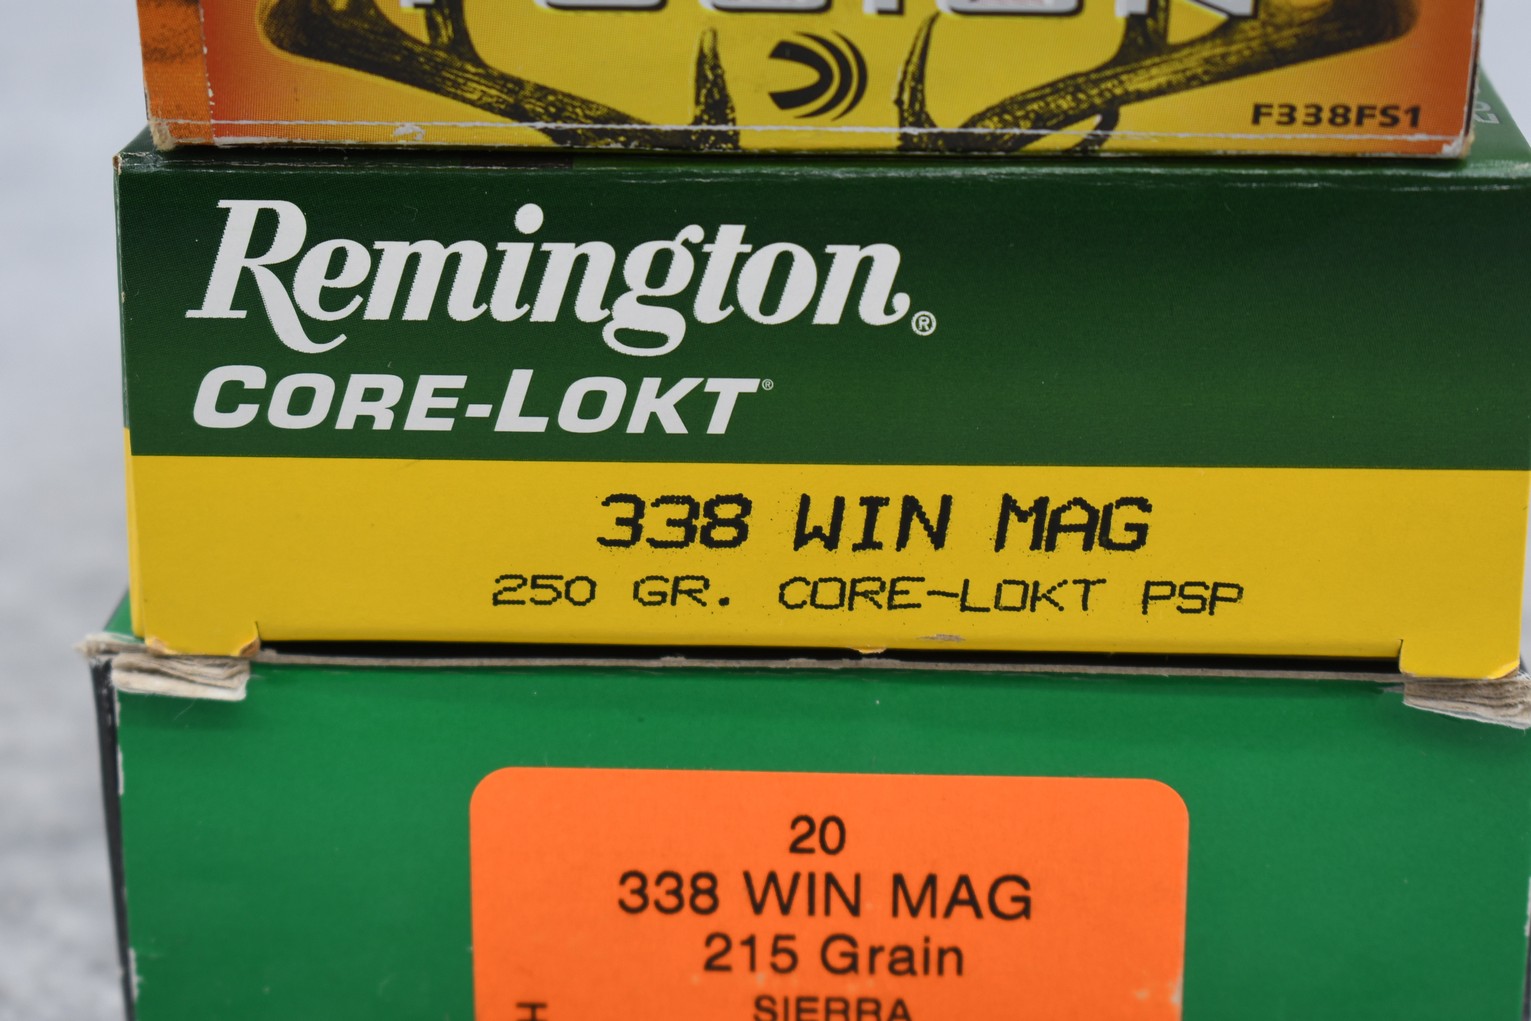 F338FS1
Remington®
CORE-LOKT®
338 WIN MAG
250 GR. CORE-LOKT PSP
20
338 WIN MAG
215 Grain
SIERRA
H